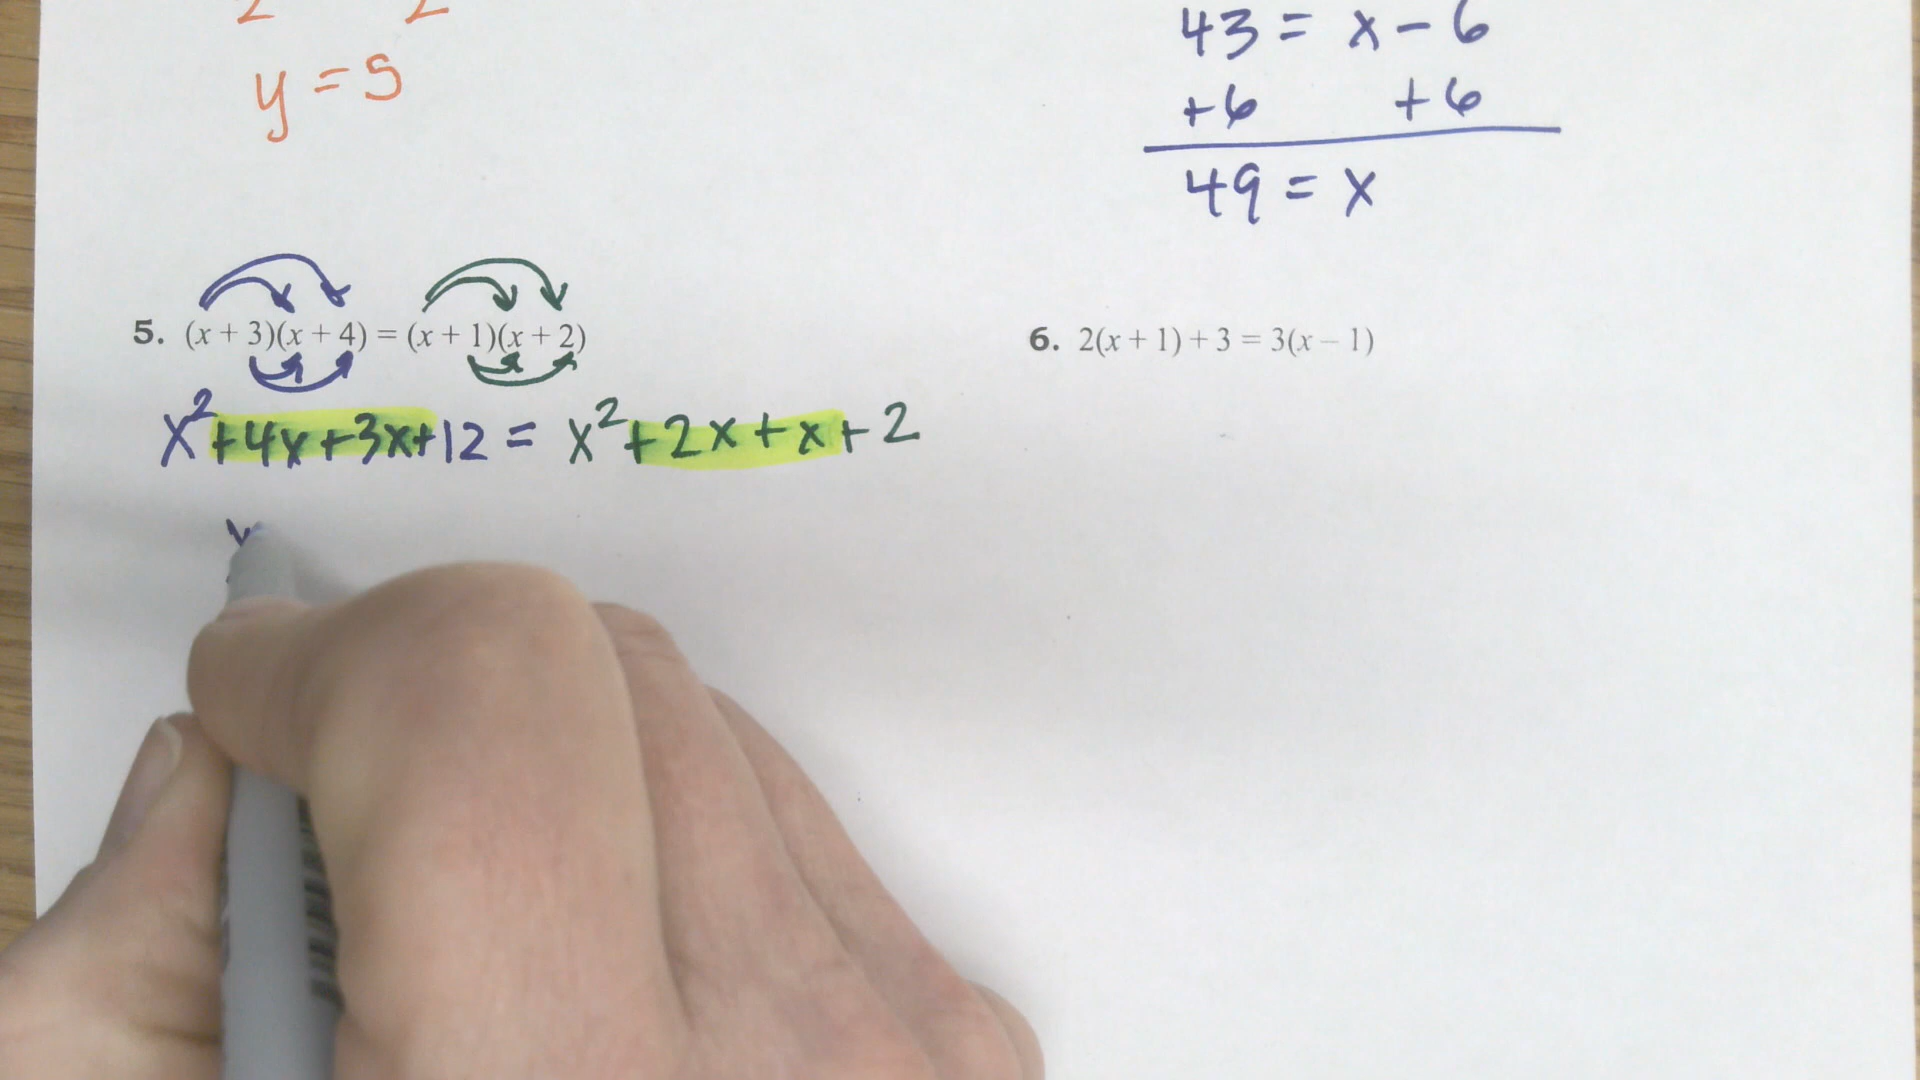 y = 5
43 = x - 6
+6 +6
49 = x
5. (x + 3)(x + 4) = (x + 1)(x + 2)
x² + 4x + 3x + 12 = x² + 2x + x + 2
6. 2(x + 1) + 3 = 3(x – 1)